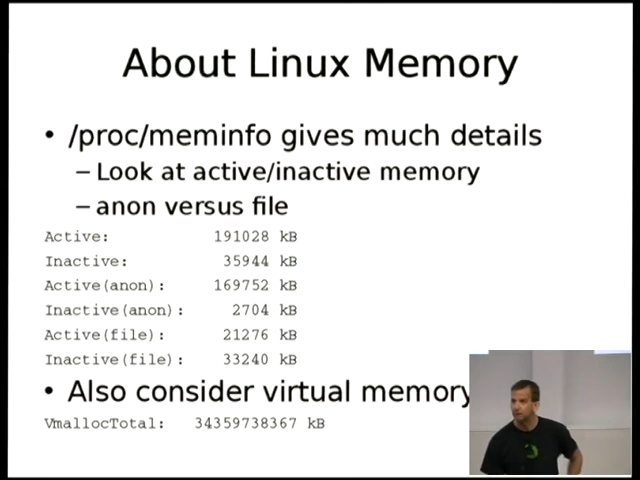 About Linux Memory
• /proc/meminfo gives much details
– Look at active/inactive memory
– anon versus file
Active: 191028 kB
Inactive: 35944 kB
Active(anon): 169752 kB
Inactive(anon): 2704 kB
Active(file): 21276 kB
Inactive(file): 33240 kB
• Also consider virtual memory
VmallocTotal: 34359738367 kB